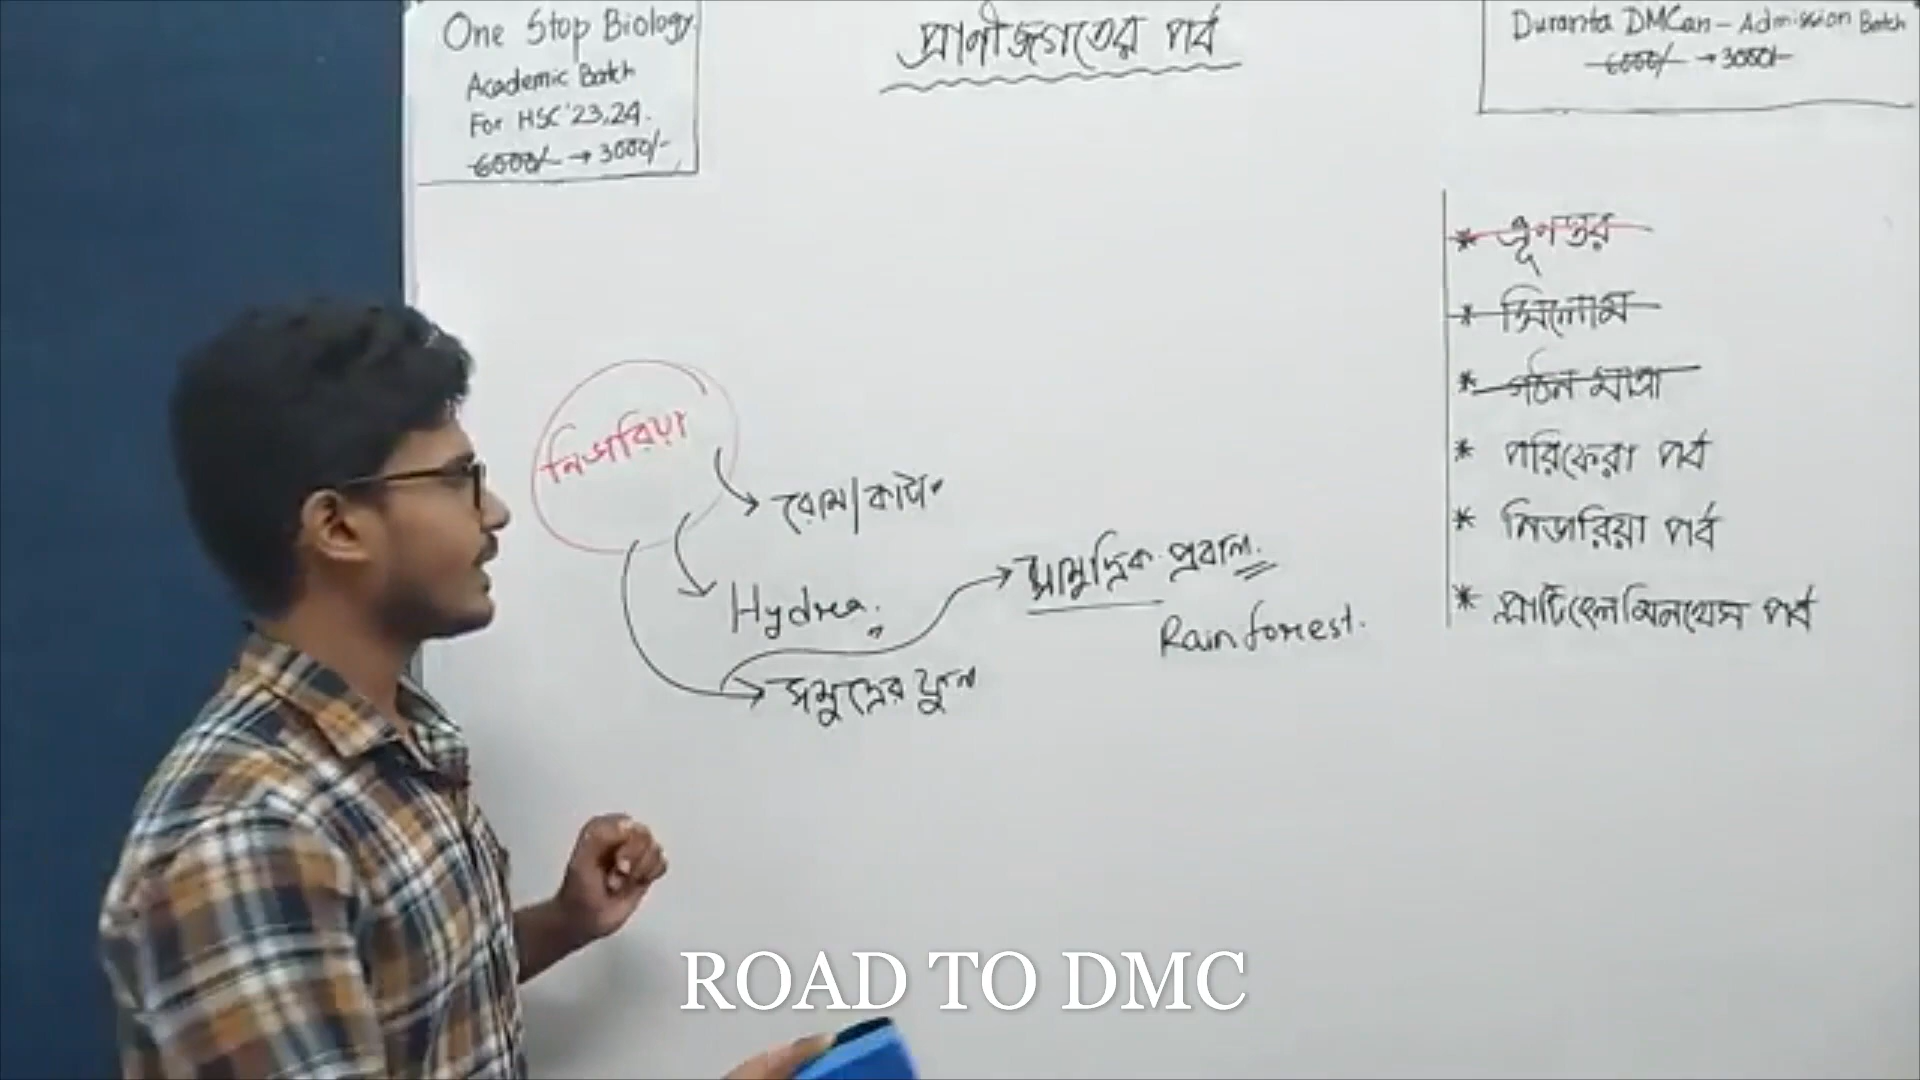 One Stop Biology
Academic Batch
For HSC'23,24.
6000/- → 3000/-
প্রাণীজগতের পর্ব
Duranta DMCan - Admission Batch
6000/- → 3000/-
* ভ্রূণস্তর
* সিলোম
* গঠন মাত্রা
* পরিফেরা পর্ব
* নিডারিয়া পর্ব
* প্লাটিহেলমিনথেস পর্ব
নিডারিয়া
রোম/কাটা
Hydra.
সমুদ্রের ফুল
সামুদ্রিক প্রবাল.
Rainforest.
ROAD TO DMC